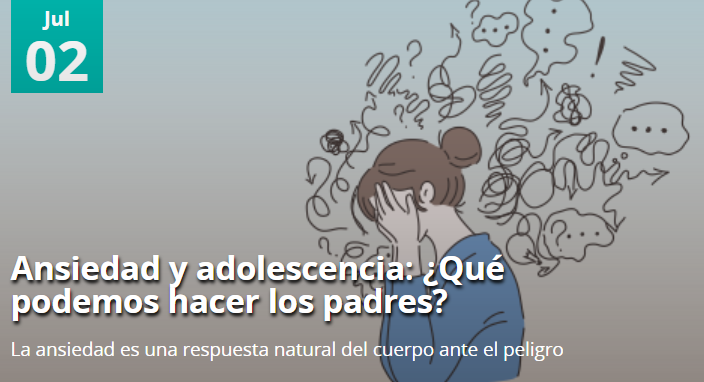 Jul
02
Ansiedad y adolescencia: ¿Qué
podemos hacer los padres?
La ansiedad es una respuesta natural del cuerpo ante el peligro